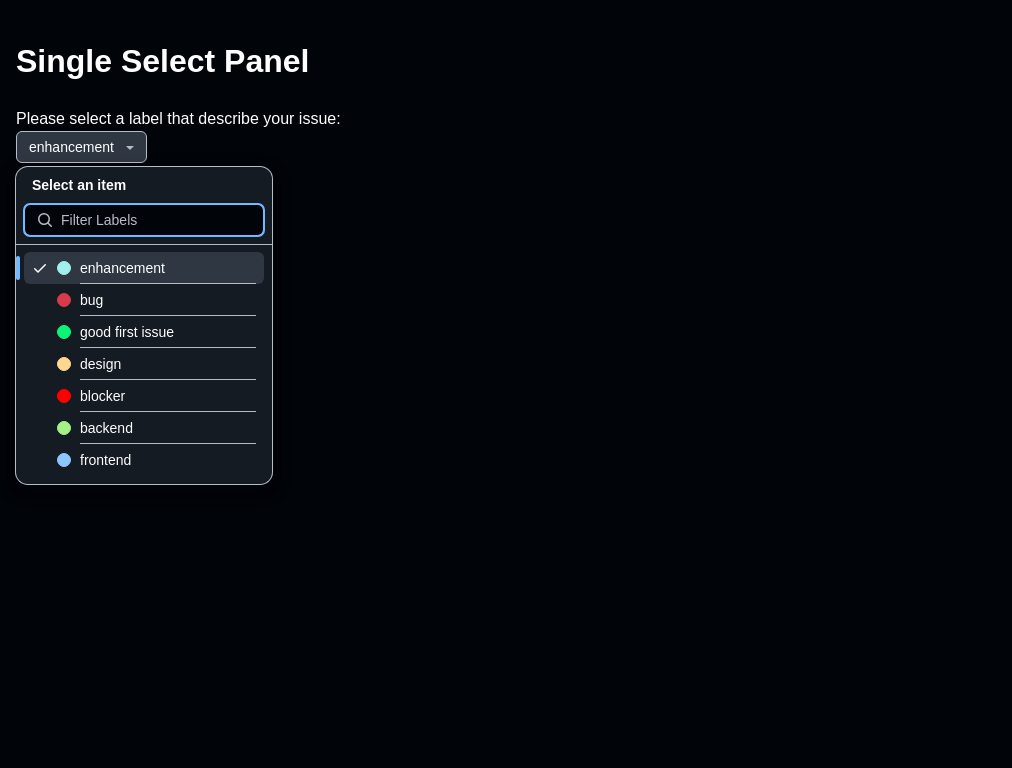 Single Select Panel
Please select a label that describe your issue:
enhancement
Select an item
Filter Labels
enhancement
bug
good first issue
design
blocker
backend
frontend